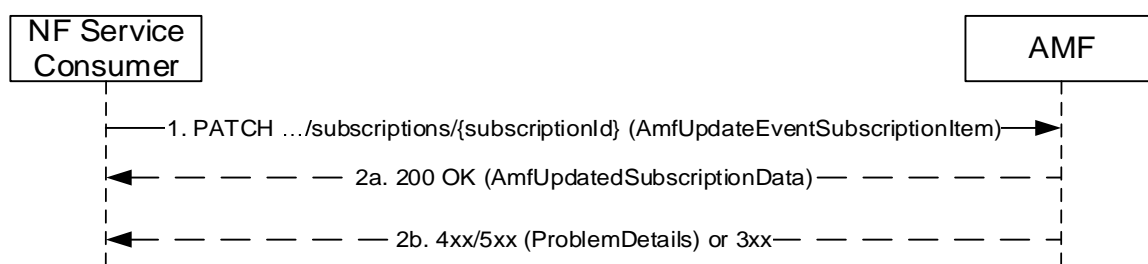 NF Service
Consumer
AMF
1. PATCH …/subscriptions/{subscriptionId} (AmfUpdateEventSubscriptionItem)
2a. 200 OK (AmfUpdatedSubscriptionData)
2b. 4xx/5xx (ProblemDetails) or 3xx